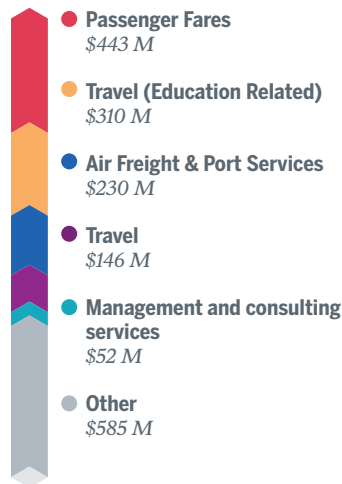 Passenger Fares
$443 M
Travel (Education Related)
$310 M
Air Freight & Port Services
$230 M
Travel
$146 M
Management and consulting
services
$52 M
Other
$585 M